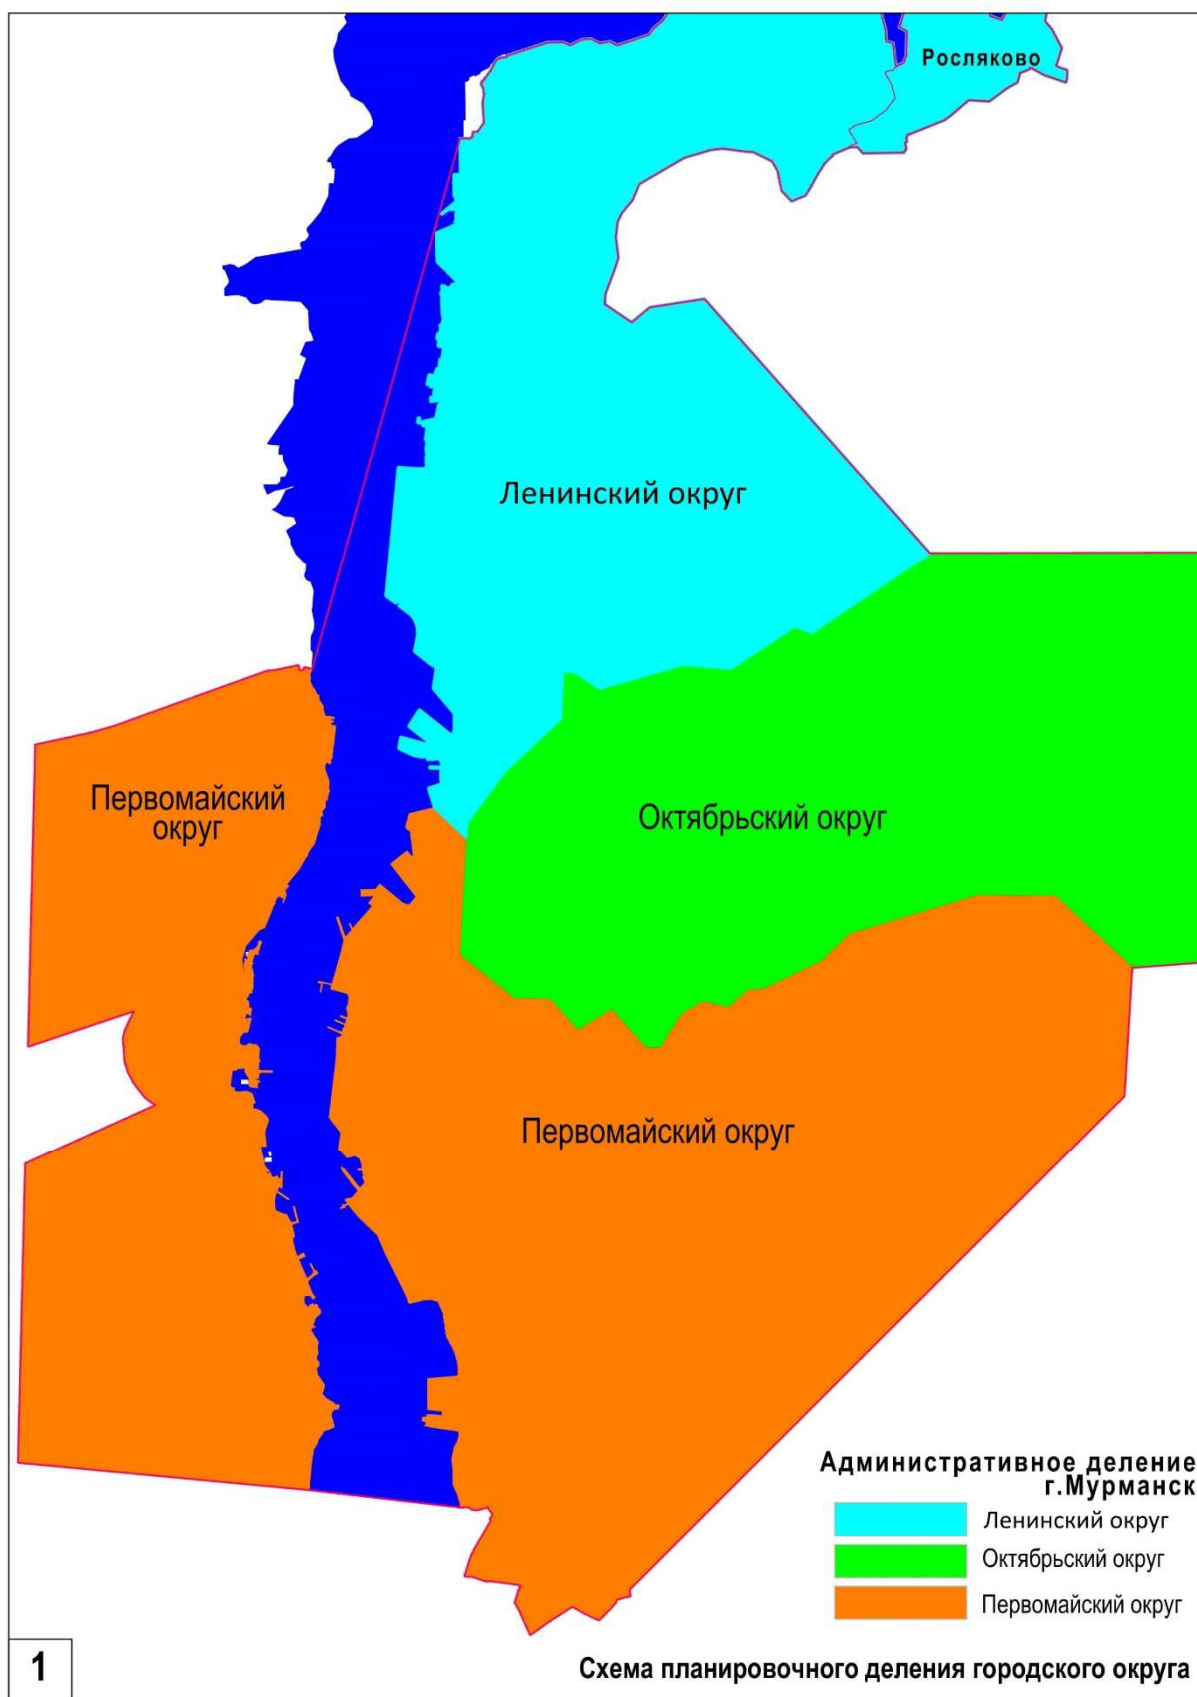 Росляково
Ленинский округ
Первомайский
округ
Октябрьский округ
Первомайский округ
Административное деление
г.Мурманск
Ленинский округ
Октябрьский округ
Первомайский округ
1
Схема планировочного деления городского округа